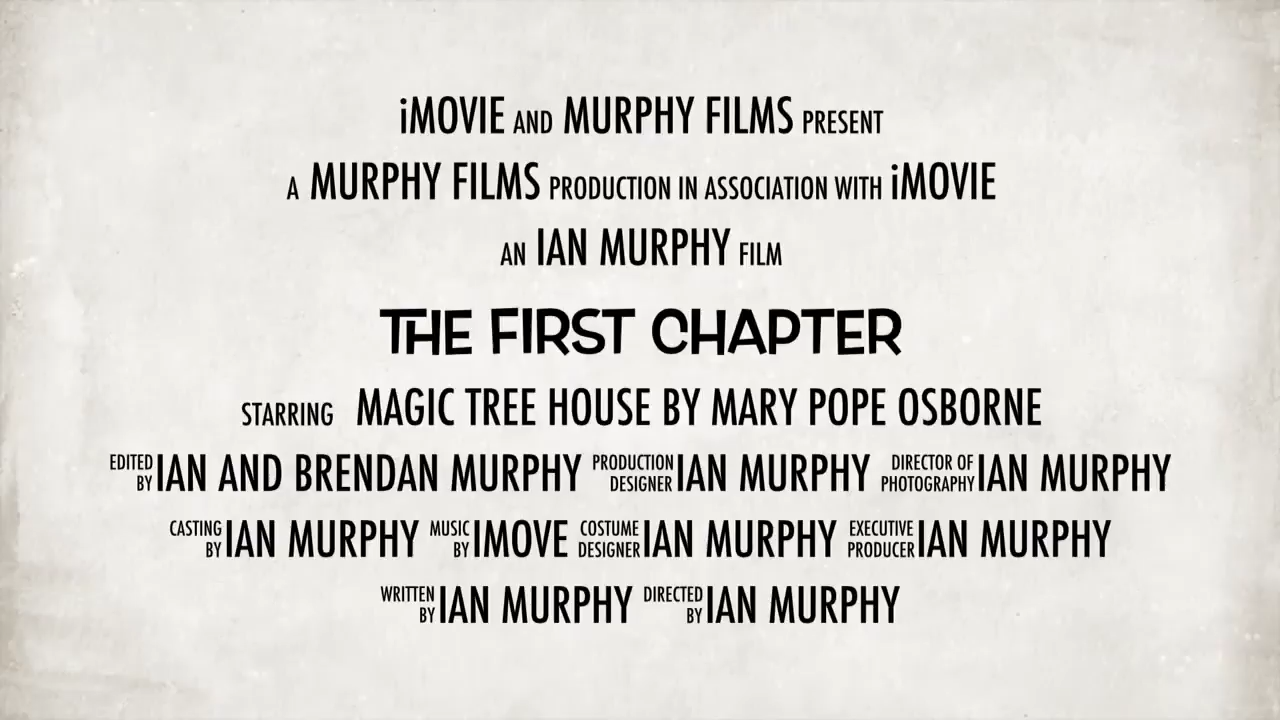 iMOVIE AND MURPHY FILMS PRESENT
A MURPHY FILMS PRODUCTION IN ASSOCIATION WITH iMOVIE
AN IAN MURPHY FILM
THE FIRST CHAPTER
STARRING MAGIC TREE HOUSE BY MARY POPE OSBORNE
EDITED BY IAN AND BRENDAN MURPHY PRODUCTION DESIGNER IAN MURPHY DIRECTOR OF PHOTOGRAPHY IAN MURPHY
CASTING BY IAN MURPHY MUSIC BY IMOVE COSTUME DESIGNER IAN MURPHY EXECUTIVE PRODUCER IAN MURPHY
WRITTEN BY IAN MURPHY DIRECTED BY IAN MURPHY